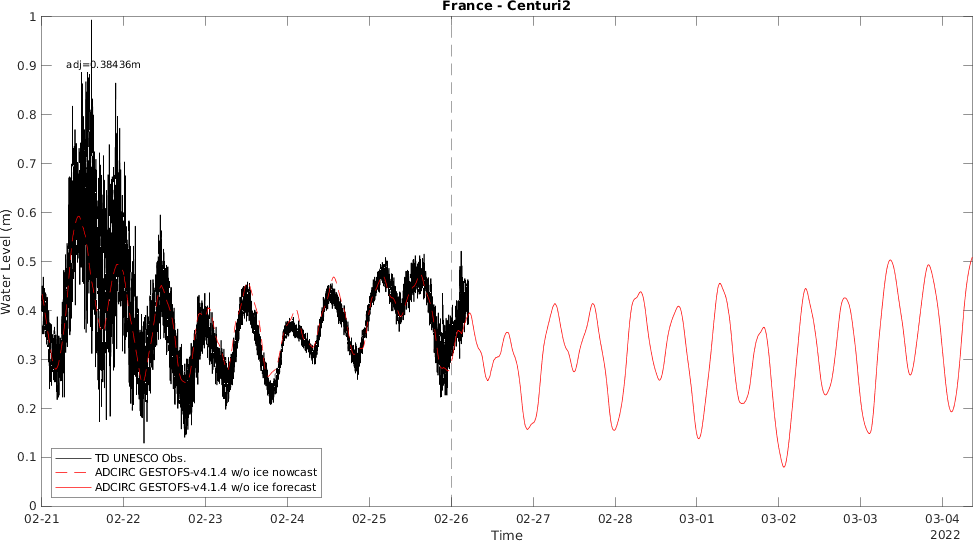 France - Centuri2
adj=0.38436m
Water Level (m)
1
0.9
0.8
0.7
0.6
0.5
0.4
0.3
0.2
0.1
0
TD UNESCO Obs.
ADCIRC GESTOFS-v4.1.4 w/o ice nowcast
ADCIRC GESTOFS-v4.1.4 w/o ice forecast
02-21 02-22 02-23 02-24 02-25 02-26 02-27 02-28 03-01 03-02 03-03 03-04
Time
2022